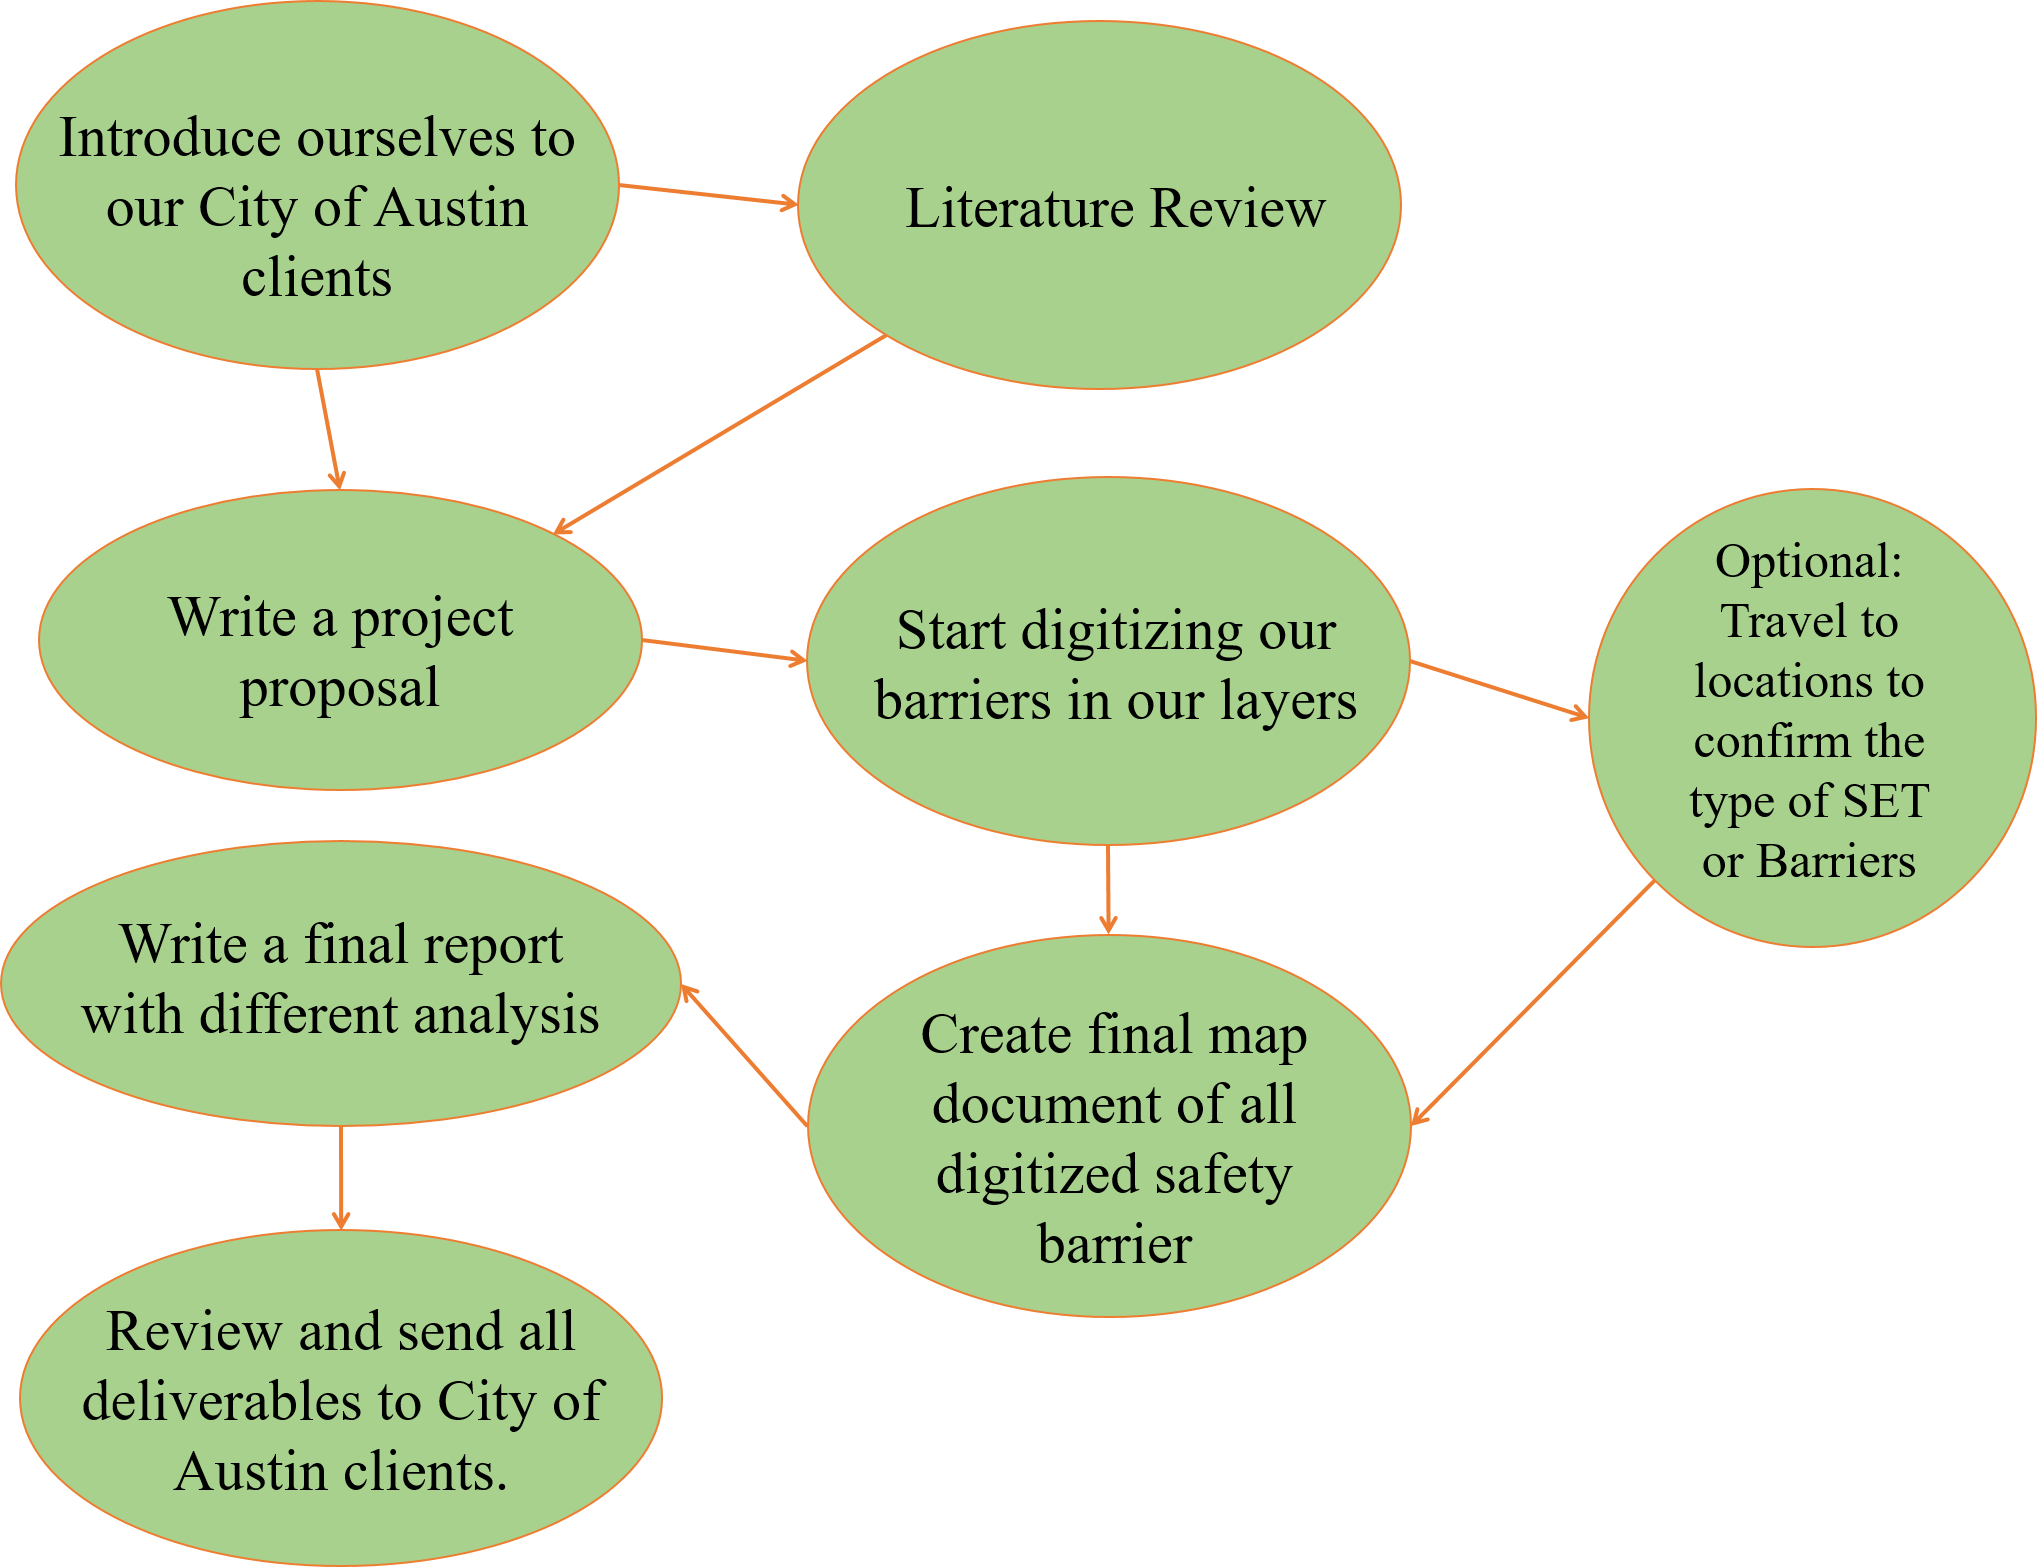 Introduce ourselves to
our City of Austin
clients
Literature Review
Write a project
proposal
Start digitizing our
barriers in our layers
Optional:
Travel to
locations to
confirm the
type of SET
or Barriers
Write a final report
with different analysis
Create final map
document of all
digitized safety
barrier
Review and send all
deliverables to City of
Austin clients.